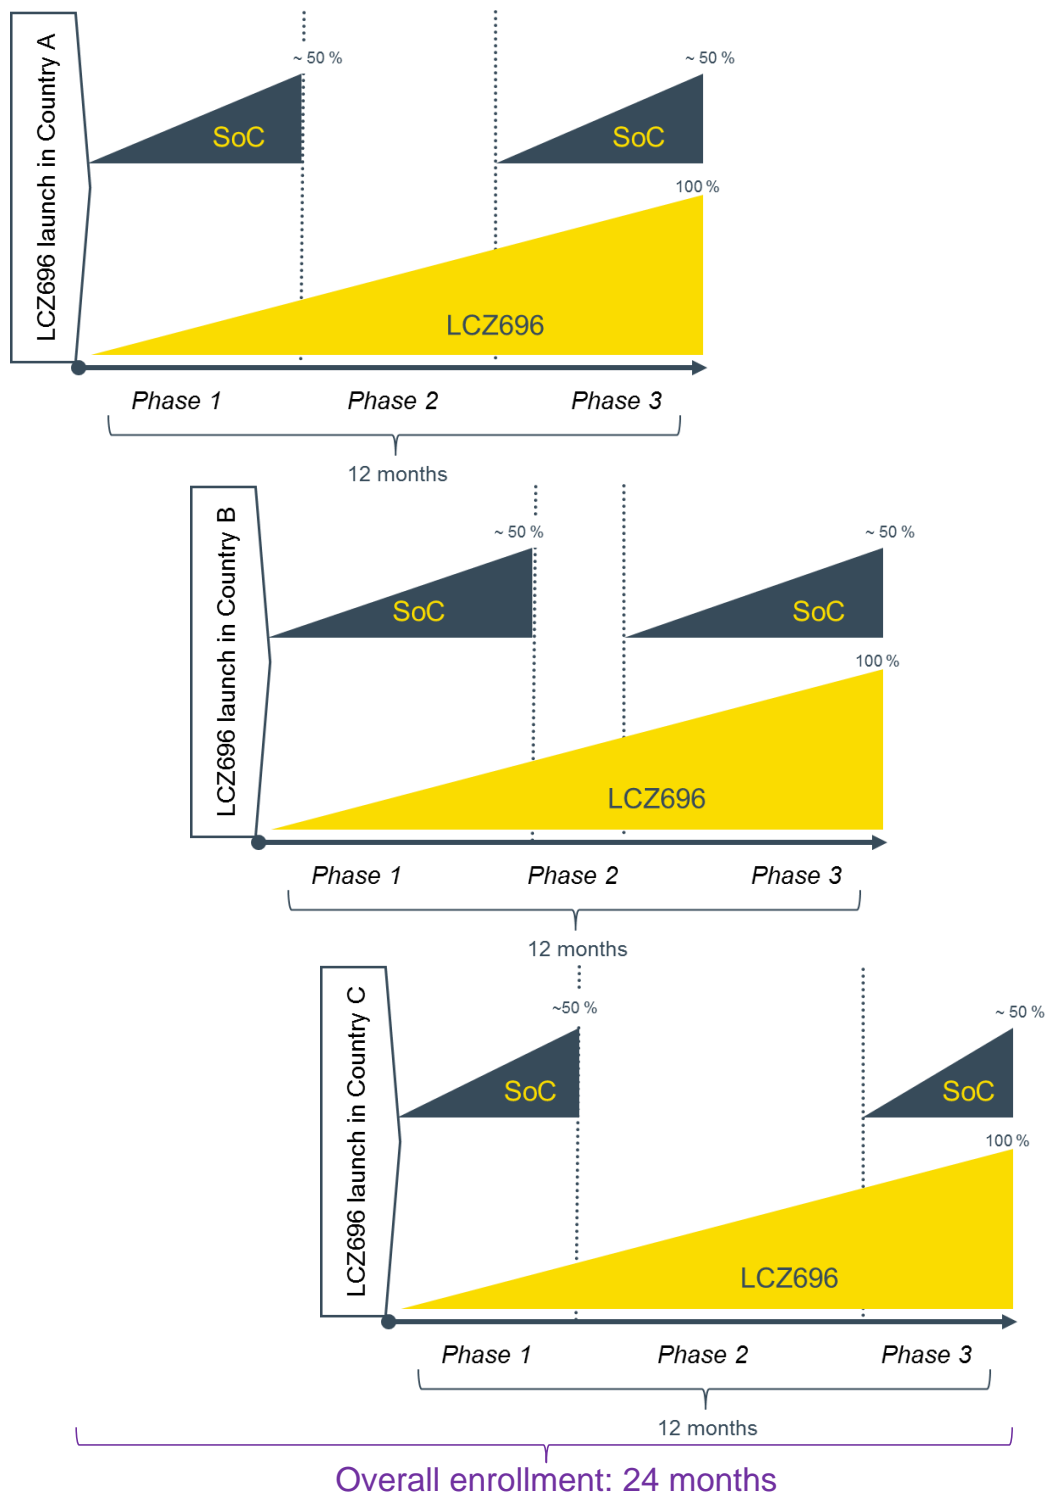 LCZ696 launch in Country A
~ 50 %
~ 50 %
SoC
SoC
100 %
LCZ696
Phase 1
Phase 2
Phase 3
12 months
LCZ696 launch in Country B
~ 50 %
~ 50 %
SoC
SoC
100 %
LCZ696
Phase 1
Phase 2
Phase 3
12 months
LCZ696 launch in Country C
~50 %
~ 50 %
SoC
SoC
100 %
LCZ696
Phase 1
Phase 2
Phase 3
12 months
Overall enrollment: 24 months